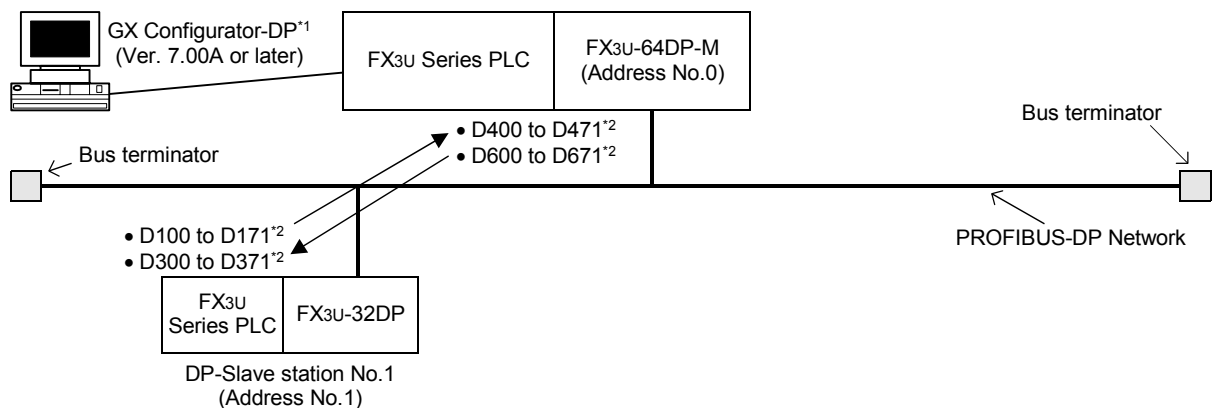 GX Configurator-DP*1
(Ver. 7.00A or later)
FX3U Series PLC
FX3U-64DP-M
(Address No.0)
Bus terminator
• D400 to D471*2
• D600 to D671*2
Bus terminator
• D100 to D171*2
• D300 to D371*2
PROFIBUS-DP Network
FX3U
Series PLC
FX3U-32DP
DP-Slave station No.1
(Address No.1)